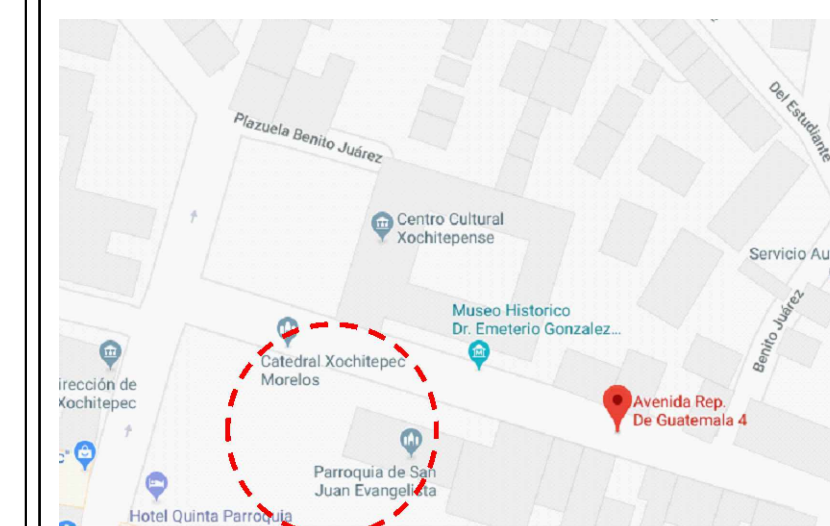 Plazuela Benito Juárez
Del Estudiante
Centro Cultural
Xochitepense
Servicio Au
Museo Historico
Dr. Emeterio Gonzalez...
Benito Juárez
Catedral Xochitepec
Morelos
irección de
Xochitepec
Avenida Rep.
De Guatemala 4
c"
Parroquia de San
Juan Evangelista
Hotel Quinta Parroquia